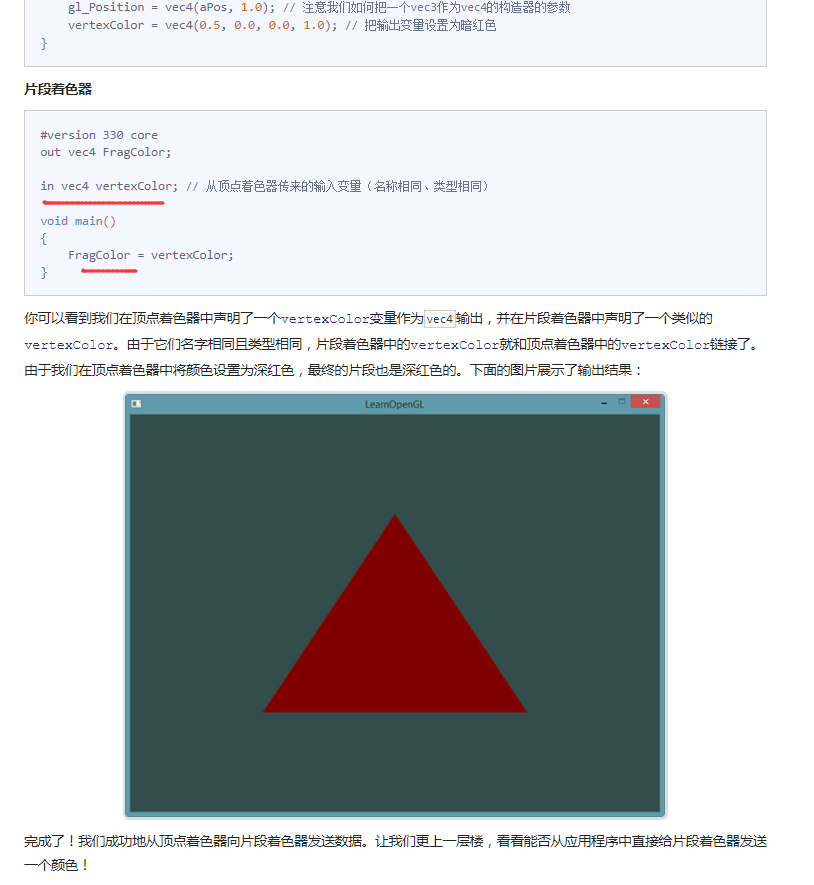 gl_Position = vec4(aPos, 1.0); // 注意我们如何把一个vec3作为vec4的构造器的参数
vertexColor = vec4(0.5, 0.0, 0.0, 1.0); // 把输出变量设置为暗红色
}
片段着色器
#version 330 core
out vec4 FragColor;
in vec4 vertexColor; // 从顶点着色器传来的输入变量（名称相同、类型相同）
void main()
{
FragColor = vertexColor;
}
你可以看到我们在顶点着色器中声明了一个vertexColor变量作为vec4输出，并在片段着色器中声明了一个类似的
vertexColor。由于它们名字相同且类型相同，片段着色器中的vertexColor就和顶点着色器中的vertexColor链接了。
由于我们在顶点着色器中将颜色设置为深红色，最终的片段也是深红色的。下面的图片展示了输出结果：
LearnOpenGL
完成了！我们成功地从顶点着色器向片段着色器发送数据。让我们更上一层楼，看看能否从应用程序中直接给片段着色器发送
一个颜色！